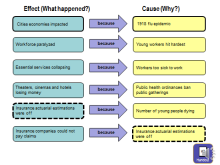 Effect (What happened?)
Cause (Why?)
Cities economies impacted
because
1918 flu epidemic
Workforce paralyzed
because
Young workers hit hardest
Essential services collapsing
because
Workers too sick to work
Theaters, cinemas and hotels
losing money
because
Public health ordinances ban
public gatherings
Insurance actuarial estimations
were off
because
Number of young people dying
Insurance companies could not
pay claims
because
Insurance actuarial estimations
were off